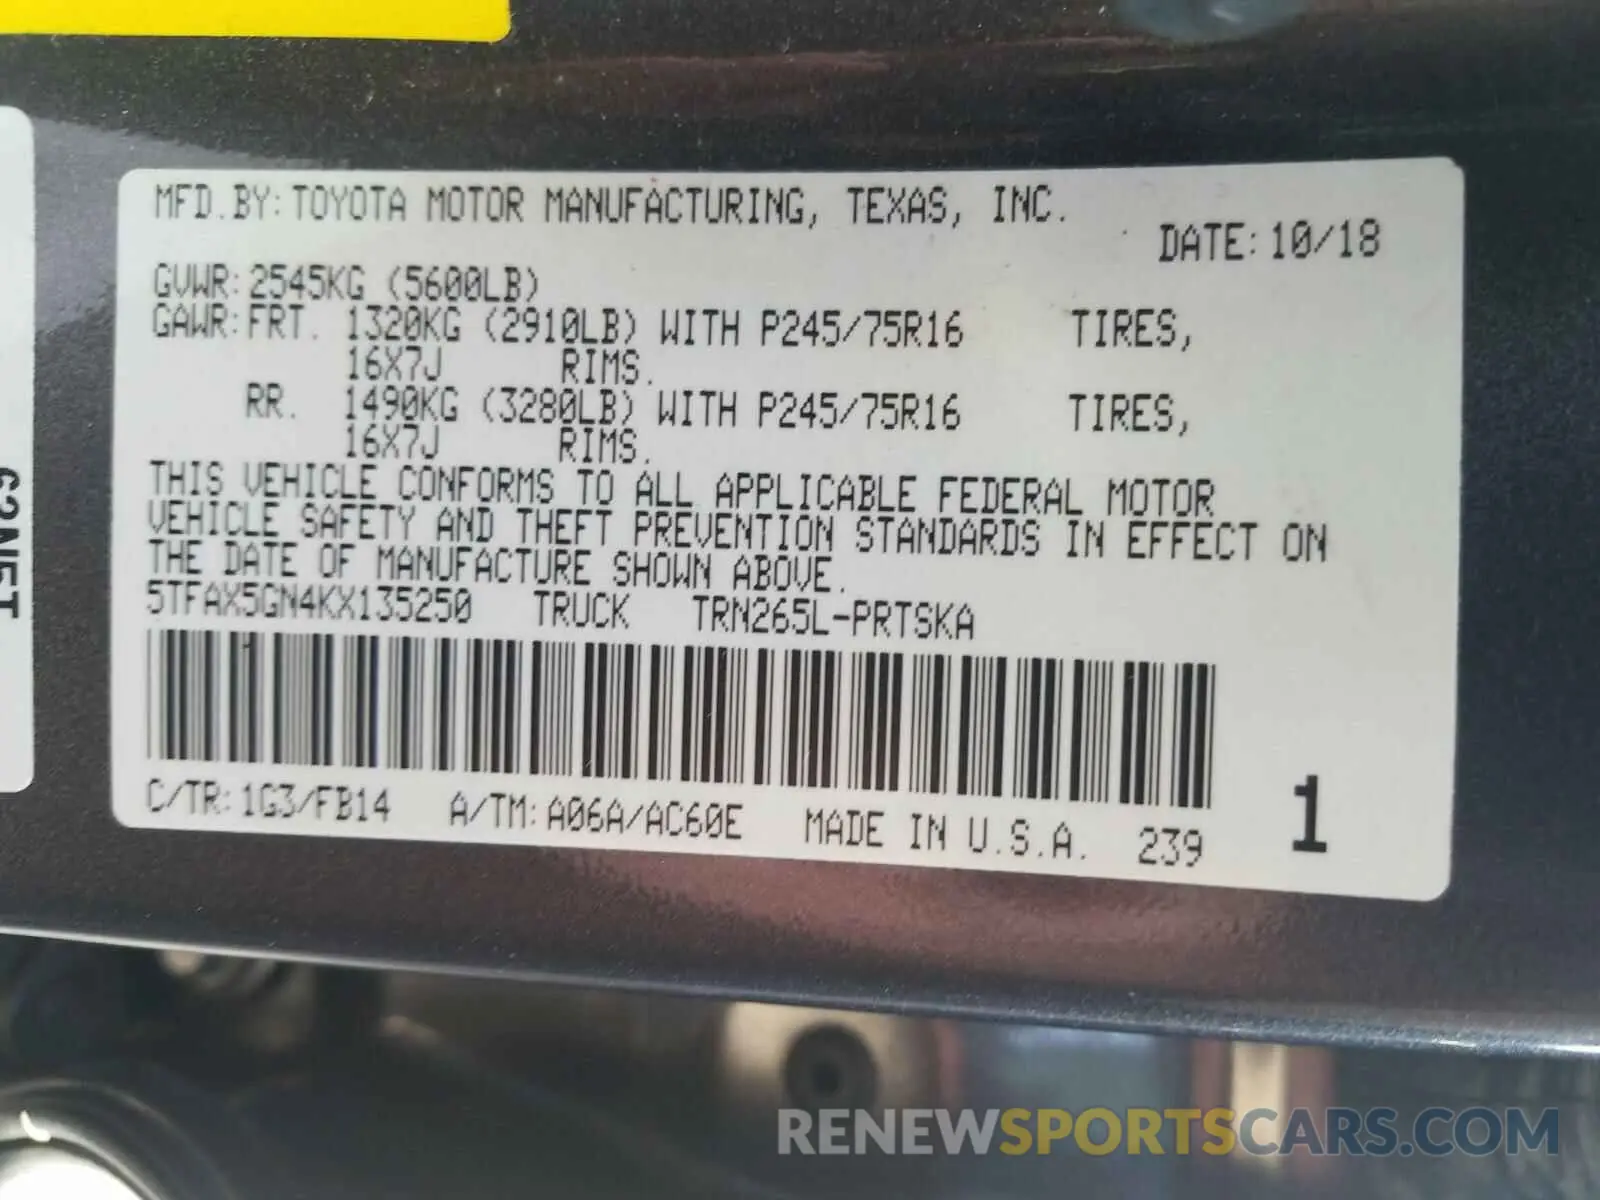 MFD.BY:TOYOTA MOTOR MANUFACTURING, TEXAS, INC.
DATE:10/18
GVWR:2545KG (5600LB)
GAWR:FRT. 1320KG (2910LB) WITH P245/75R16 TIRES,
16X7J RIMS.
RR. 1490KG (3280LB) WITH P245/75R16 TIRES,
16X7J RIMS.
THIS VEHICLE CONFORMS TO ALL APPLICABLE FEDERAL MOTOR
VEHICLE SAFETY AND THEFT PREVENTION STANDARDS IN EFFECT ON
THE DATE OF MANUFACTURE SHOWN ABOVE.
5TFAX5GN4KX135250 TRUCK TRN265L-PRTSKA
C/TR:1G3/FB14 A/TM:A06A/AC60E MADE IN U.S.A. 239
1
62N5T
RENEWSPORTSCARS.COM